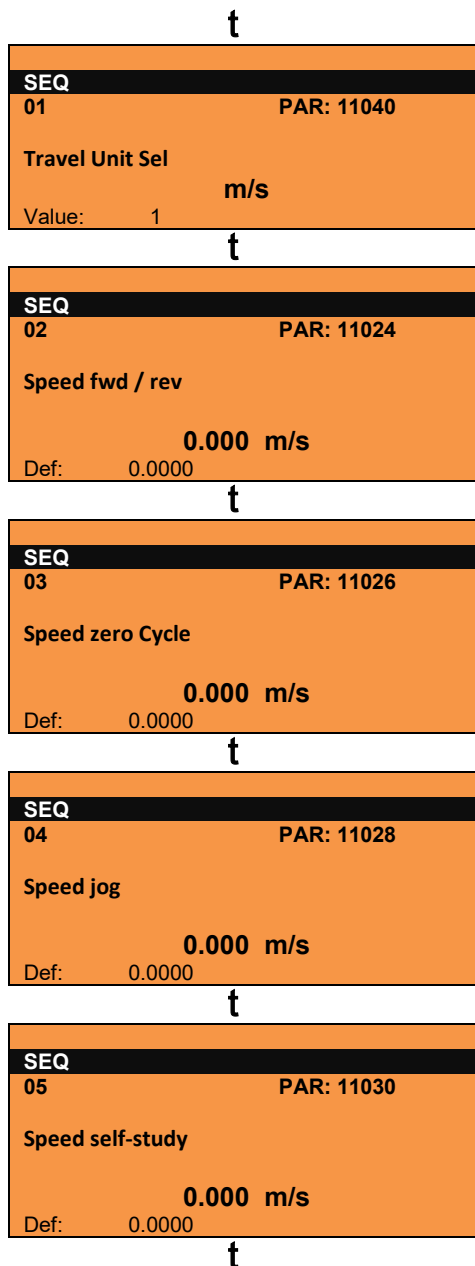 t
SEQ
01 PAR: 11040
Travel Unit Sel
m/s
Value: 1
t
SEQ
02 PAR: 11024
Speed fwd / rev
0.000 m/s
Def: 0.0000
t
SEQ
03 PAR: 11026
Speed zero Cycle
0.000 m/s
Def: 0.0000
t
SEQ
04 PAR: 11028
Speed jog
0.000 m/s
Def: 0.0000
t
SEQ
05 PAR: 11030
Speed self-study
0.000 m/s
Def: 0.0000
t